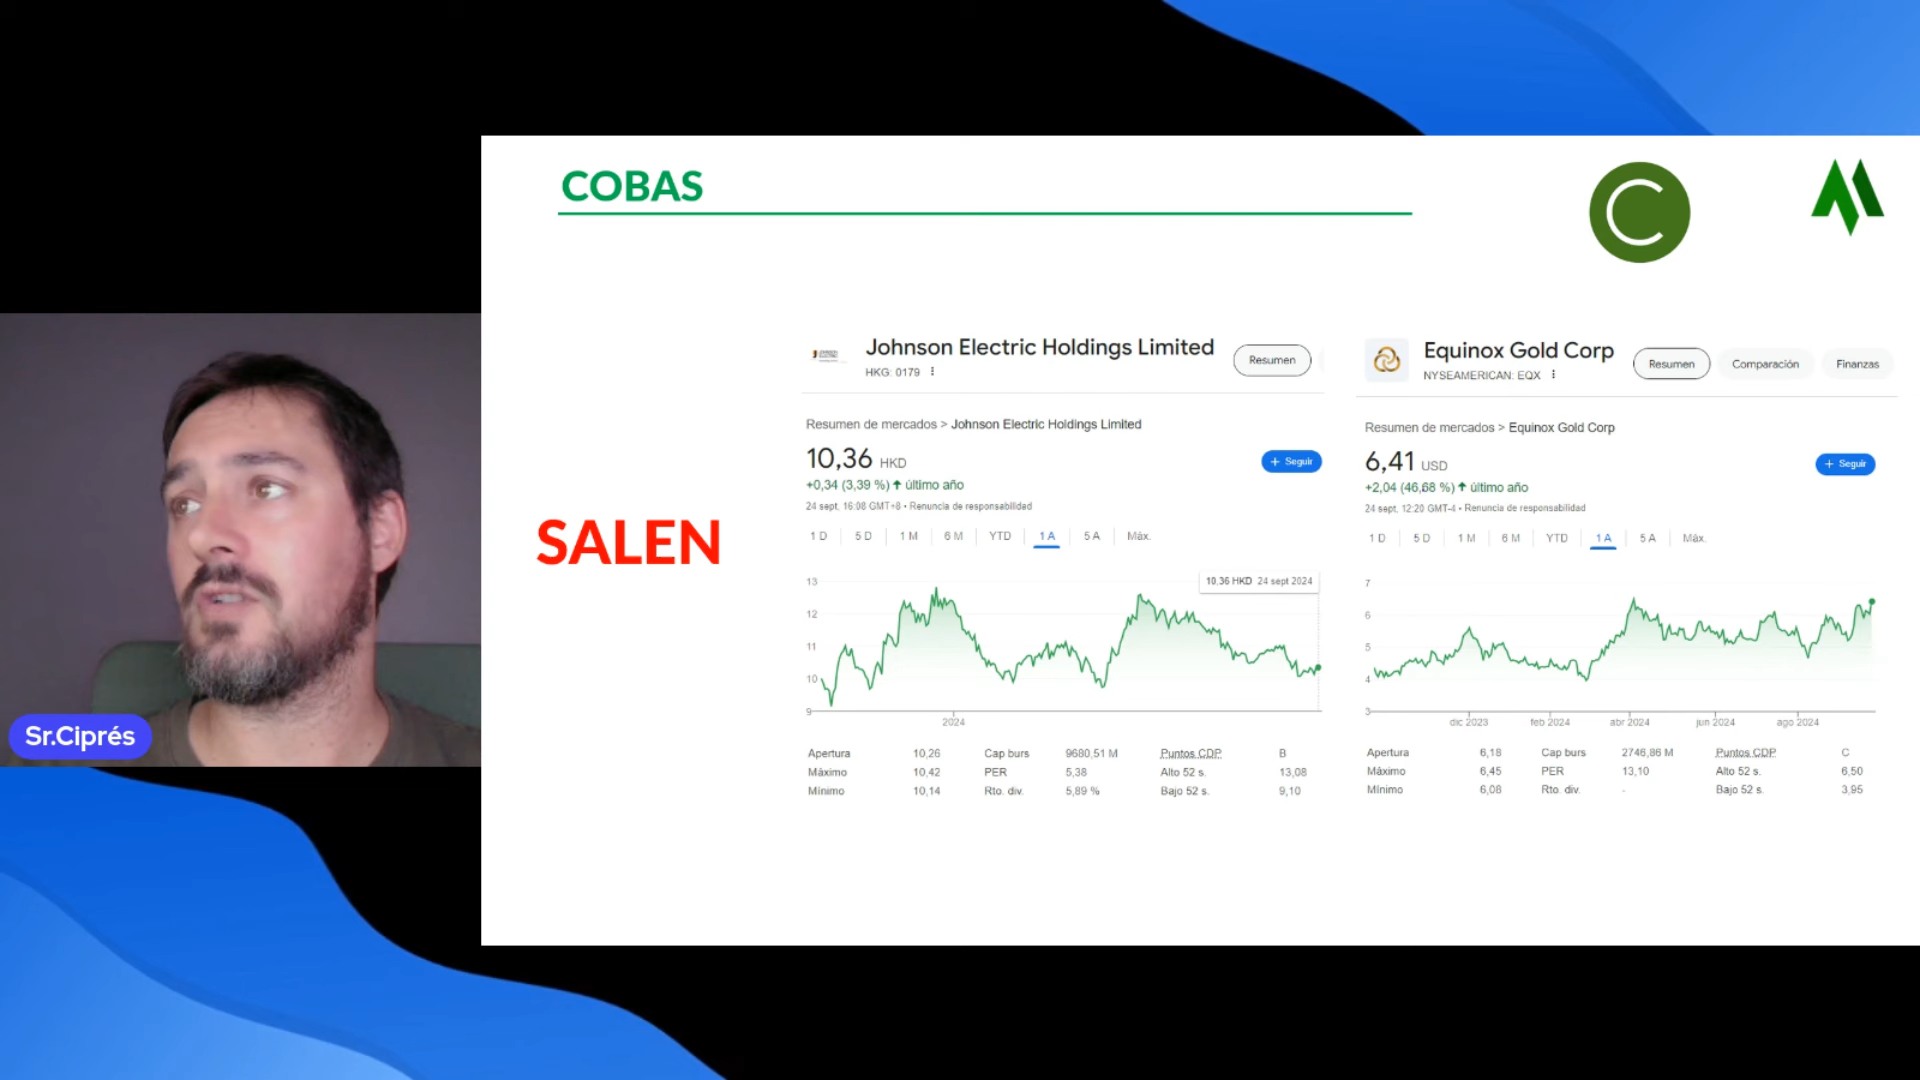 COBAS
SALEN
Sr.Ciprés
Johnson Electric Holdings Limited
HKG: 0179
Resumen
Resumen de mercados > Johnson Electric Holdings Limited
10,36 HKD
+ Seguir
+0,34 (3,39 %) ↑ último año
24 sept, 16:08 GMT+8 • Renuncia de responsabilidad
1 D 5 D 1 M 6 M YTD 1 A 5 A Máx.
10,36 HKD 24 sept 2024
13
12
11
10
9
2024
Apertura 10,26 Cap burs 9680,51 M Puntos CDP B
Máximo 10,42 PER 5,38 Alto 52 s. 13,08
Mínimo 10,14 Rto. div. 5,89 % Bajo 52 s. 9,10
Equinox Gold Corp
NYSEAMERICAN: EQX
Resumen Comparación Finanzas
Resumen de mercados > Equinox Gold Corp
6,41 USD
+ Seguir
+2,04 (46,68 %) ↑ último año
24 sept, 12:20 GMT-4 • Renuncia de responsabilidad
1 D 5 D 1 M 6 M YTD 1 A 5 A Máx.
7
6
5
4
3
dic 2023 feb 2024 abr 2024 jun 2024 ago 2024
Apertura 6,18 Cap burs 2746,86 M Puntos CDP C
Máximo 6,45 PER 13,10 Alto 52 s. 6,50
Mínimo 6,08 Rto. div. - Bajo 52 s. 3,95